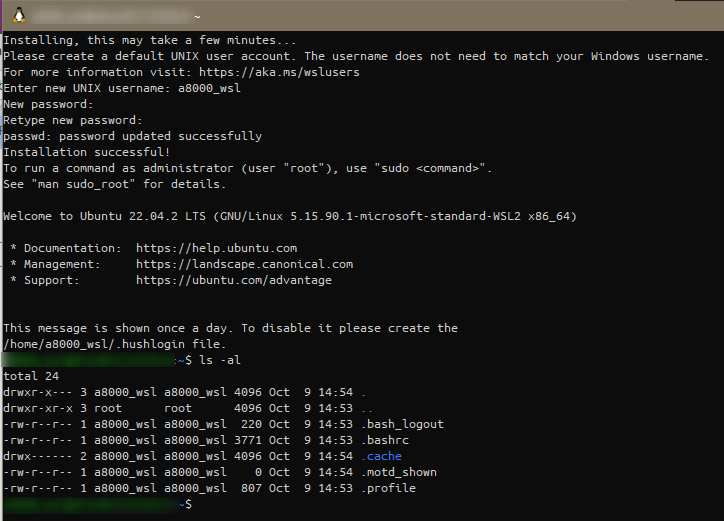 ~
Installing, this may take a few minutes...
Please create a default UNIX user account. The username does not need to match your Windows username.
For more information visit: https://aka.ms/wslusers
Enter new UNIX username: a8000_wsl
New password:
Retype new password:
passwd: password updated successfully
Installation successful!
To run a command as administrator (user "root"), use "sudo <command>".
See "man sudo_root" for details.
Welcome to Ubuntu 22.04.2 LTS (GNU/Linux 5.15.90.1-microsoft-standard-WSL2 x86_64)
* Documentation:  https://help.ubuntu.com
* Management:     https://landscape.canonical.com
* Support:        https://ubuntu.com/advantage
This message is shown once a day. To disable it please create the
/home/a8000_wsl/.hushlogin file.
:~$ ls -al
total 24
drwxr-x--- 3 a8000_wsl a8000_wsl 4096 Oct  9 14:54 .
drwxr-xr-x 3 root      root      4096 Oct  9 14:53 ..
-rw-r--r-- 1 a8000_wsl a8000_wsl  220 Oct  9 14:53 .bash_logout
-rw-r--r-- 1 a8000_wsl a8000_wsl 3771 Oct  9 14:53 .bashrc
drwx------ 2 a8000_wsl a8000_wsl 4096 Oct  9 14:54 .cache
-rw-r--r-- 1 a8000_wsl a8000_wsl    0 Oct  9 14:54 .motd_shown
-rw-r--r-- 1 a8000_wsl a8000_wsl  807 Oct  9 14:53 .profile
~$